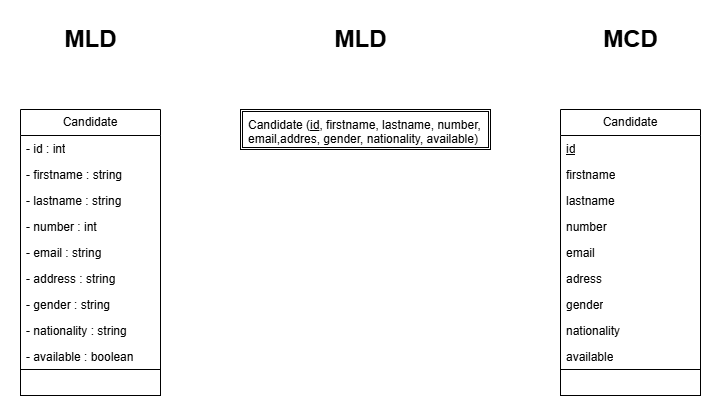 MLD
MLD
MCD
Candidate
- id : int
- firstname : string
- lastname : string
- number : int
- email : string
- address : string
- gender : string
- nationality : string
- available : boolean
Candidate (id, firstname, lastname, number,
email,addres, gender, nationality, available)
Candidate
id
firstname
lastname
number
email
adress
gender
nationality
available